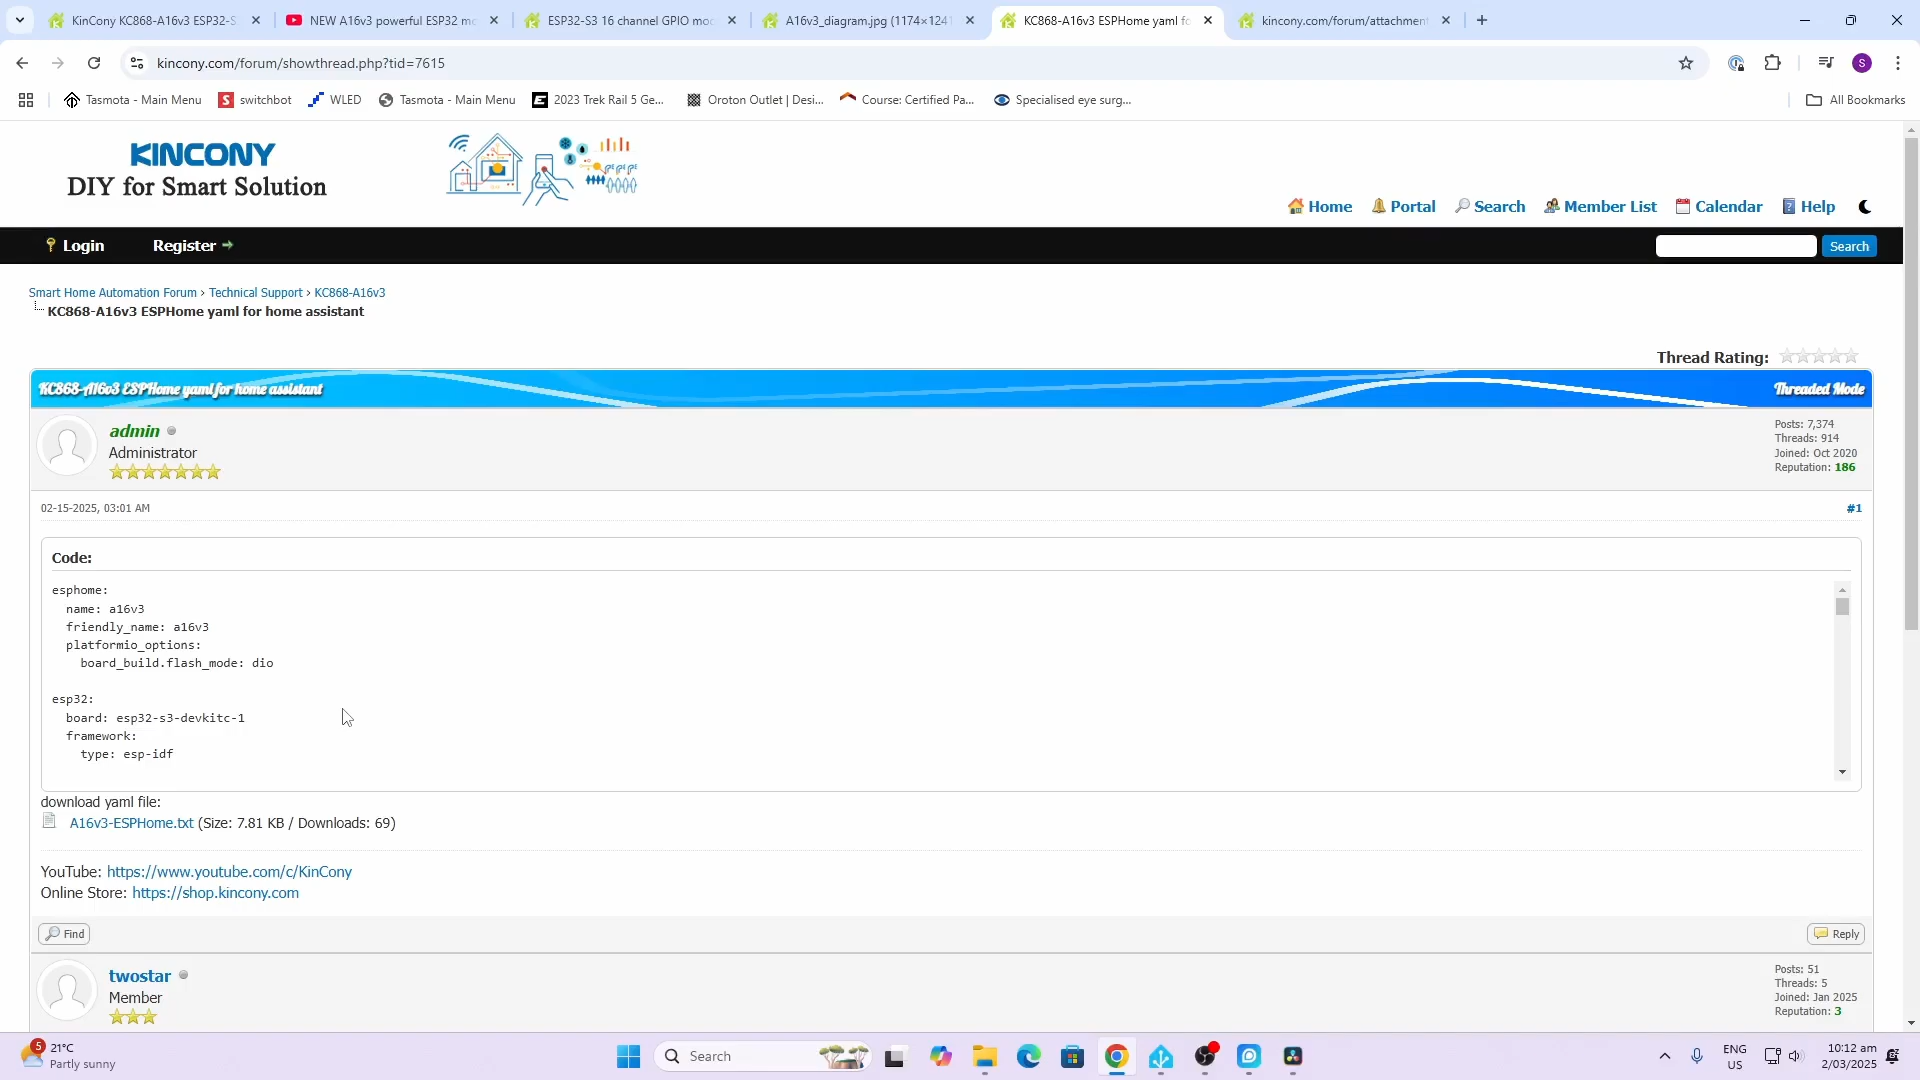 KinCony KC868-A16v3 ESP32-S
NEW A16v3 powerful ESP32 mo
ESP32-S3 16 channel GPIO mod
A16v3_diagram.jpg (1174×1241
KC868-A16v3 ESPHome yaml fo
kincony.com/forum/attachment
kincony.com/forum/showthread.php?tid=7615
S
Tasmota - Main Menu
switchbot
WLED
Tasmota - Main Menu
2023 Trek Rail 5 Ge...
Oroton Outlet | Desi...
Course: Certified Pa...
Specialised eye surg...
All Bookmarks
KINCONY
DIY for Smart Solution
Home
Portal
Search
Member List
Calendar
Help
Login
Register
Search
Smart Home Automation Forum › Technical Support › KC868-A16v3
KC868-A16v3 ESPHome yaml for home assistant
Thread Rating:
KC868-A16v3 ESPHome yaml for home assistant
Threaded Mode
admin
Administrator
Posts: 7,374
Threads: 914
Joined: Oct 2020
Reputation: 186
02-15-2025, 03:01 AM
#1
Code:
esphome:
name: a16v3
friendly_name: a16v3
platformio_options:
board_build.flash_mode: dio
esp32:
board: esp32-s3-devkitc-1
framework:
type: esp-idf
download yaml file:
A16v3-ESPHome.txt (Size: 7.81 KB / Downloads: 69)
YouTube: https://www.youtube.com/c/KinCony
Online Store: https://shop.kincony.com
Find
Reply
twostar
Member
Posts: 51
Threads: 5
Joined: Jan 2025
Reputation: 3
5
21°C
Partly sunny
Search
ENG
US
10:12 am
2/03/2025